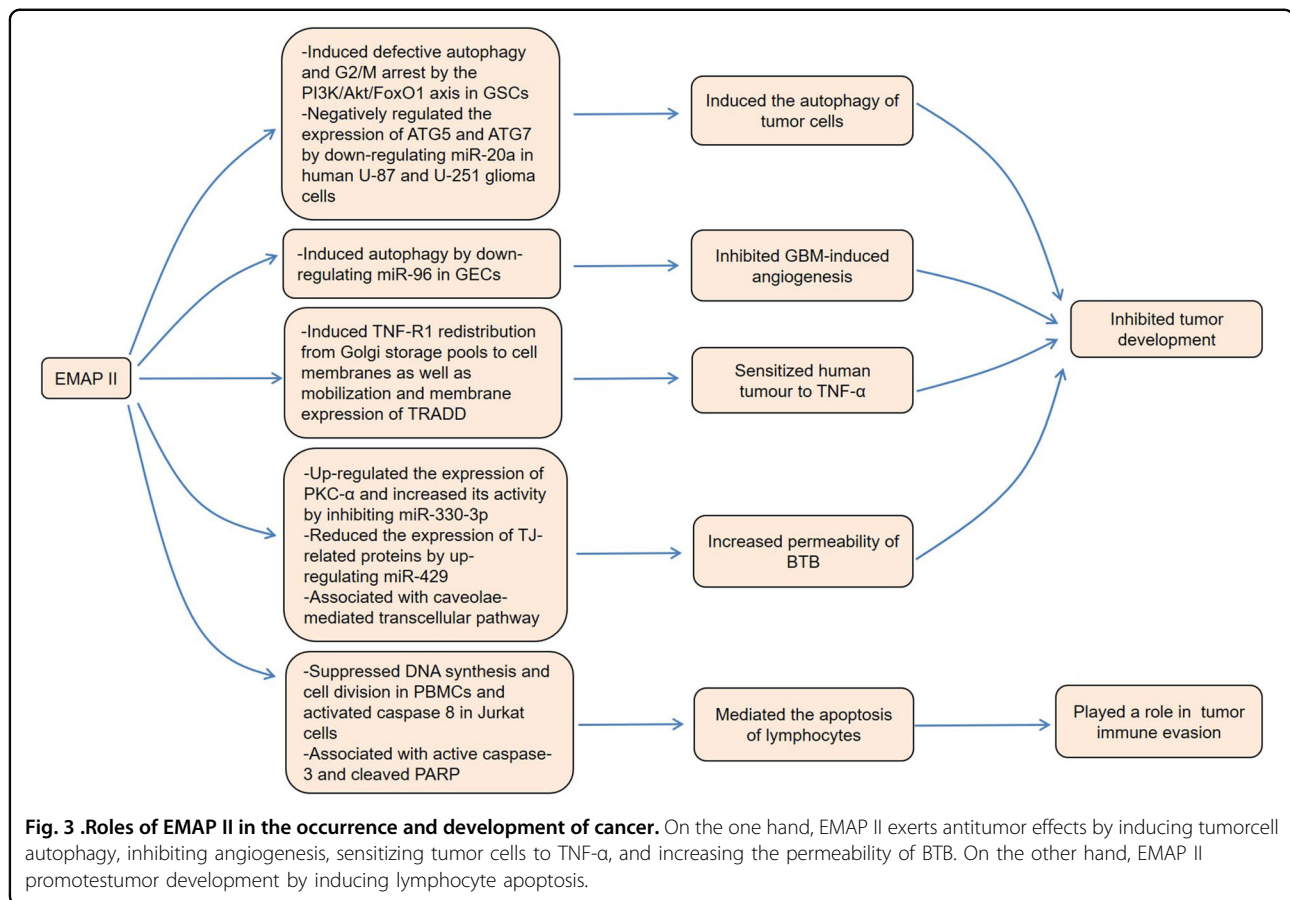 -Induced defective autophagy
and G2/M arrest by the
PI3K/Akt/FoxO1 axis in GSCs
-Negatively regulated the
expression of ATG5 and ATG7
by down-regulating miR-20a in
human U-87 and U-251 glioma
cells
Induced the autophagy of
tumor cells
-Induced autophagy by down-
regulating miR-96 in GECs
Inhibited GBM-induced
angiogenesis
Inhibited tumor
development
EMAP II
-Induced TNF-R1 redistribution
from Golgi storage pools to cell
membranes as well as
mobilization and membrane
expression of TRADD
Sensitized human
tumour to TNF-α
-Up-regulated the expression of
PKC-α and increased its activity
by inhibiting miR-330-3p
-Reduced the expression of TJ-
related proteins by up-
regulating miR-429
-Associated with caveolae-
mediated transcellular pathway
Increased permeability of
BTB
-Suppressed DNA synthesis and
cell division in PBMCs and
activated caspase 8 in Jurkat
cells
-Associated with active caspase-
3 and cleaved PARP
Mediated the apoptosis
of lymphocytes
Played a role in tumor
immune evasion
Fig. 3 .Roles of EMAP II in the occurrence and development of cancer. On the one hand, EMAP II exerts antitumor effects by inducing tumorcell
autophagy, inhibiting angiogenesis, sensitizing tumor cells to TNF-α, and increasing the permeability of BTB. On the other hand, EMAP II
promotestumor development by inducing lymphocyte apoptosis.